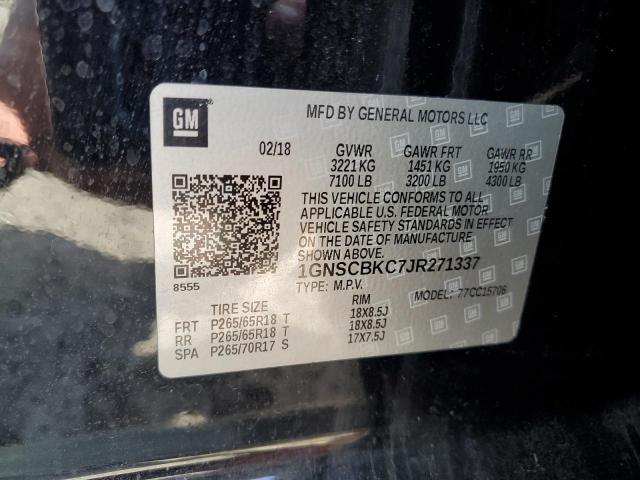 GM
MFD BY GENERAL MOTORS LLC
02/18
GVWR GAWR FRT GAWR RR
3221 KG 1451 KG 1950 KG
7100 LB 3200 LB 4300 LB
THIS VEHICLE CONFORMS TO ALL
APPLICABLE U.S. FEDERAL MOTOR
VEHICLE SAFETY STANDARDS IN EFFECT
ON THE DATE OF MANUFACTURE
SHOWN ABOVE.
1GNSCBKC7JR271337
8555
TYPE: M.P.V. MODEL: 77CC15706
TIRE SIZE RIM
FRT P265/65R18 T 18X8.5J
RR P265/65R18 T 18X8.5J
SPA P265/70R17 S 17X7.5J